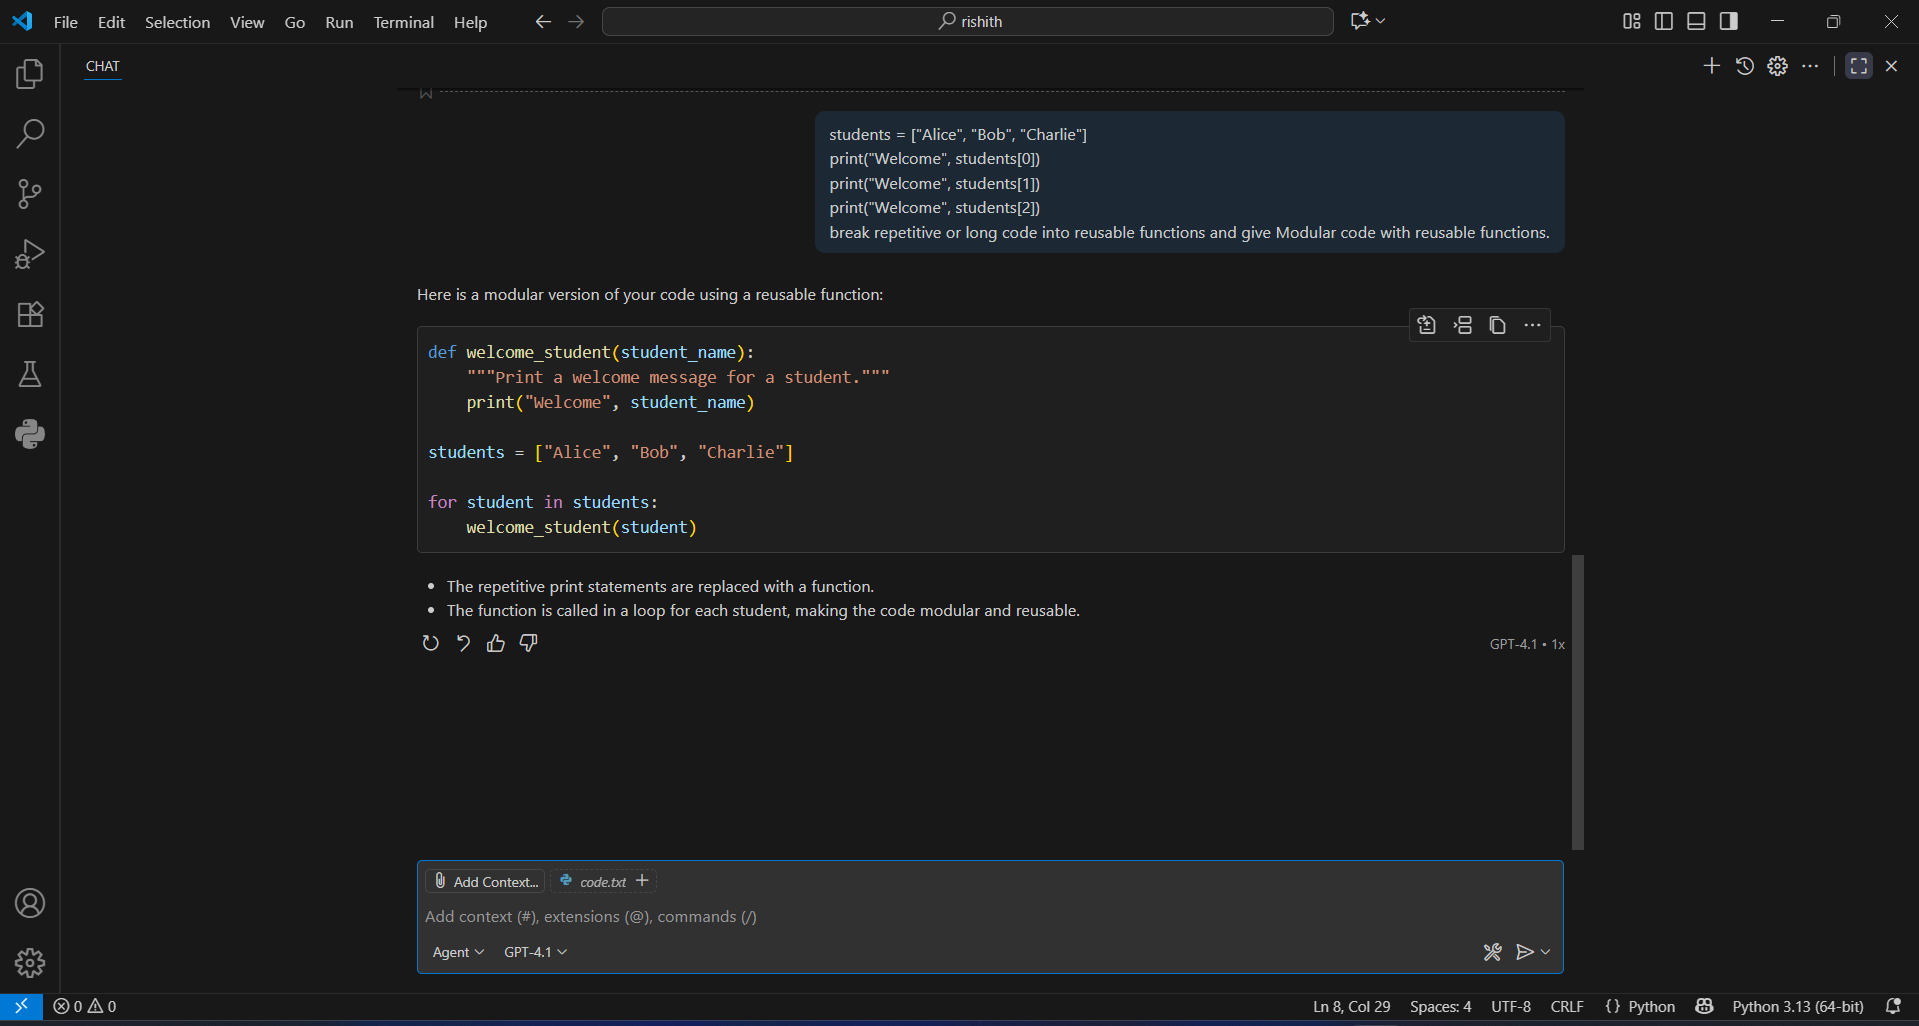 File Edit Selection View Go Run Terminal Help
rishith
CHAT
students = ["Alice", "Bob", "Charlie"]
print("Welcome", students[0])
print("Welcome", students[1])
print("Welcome", students[2])
break repetitive or long code into reusable functions and give Modular code with reusable functions.
Here is a modular version of your code using a reusable function:
def welcome_student(student_name):
    """Print a welcome message for a student."""
    print("Welcome", student_name)
students = ["Alice", "Bob", "Charlie"]
for student in students:
    welcome_student(student)
• The repetitive print statements are replaced with a function.
• The function is called in a loop for each student, making the code modular and reusable.
GPT-4.1 • 1x
Add Context... code.txt +
Add context (#), extensions (@), commands (/)
Agent GPT-4.1
0 0 Ln 8, Col 29 Spaces: 4 UTF-8 CRLF {} Python Python 3.13 (64-bit)